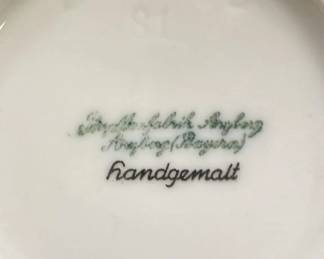 Porzellanfabrik Arzberg
Arzberg (Bayern)
handgemalt